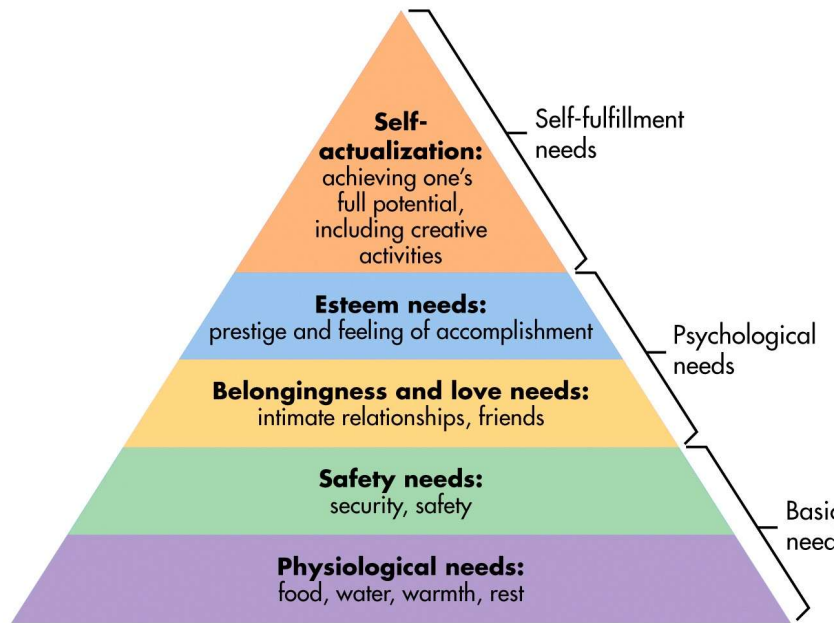 Self-
actualization:
achieving one's
full potential,
including creative
activities
Self-fulfillment
needs
Esteem needs:
prestige and feeling of accomplishment
Psychological
needs
Belongingness and love needs:
intimate relationships, friends
Safety needs:
security, safety
Physiological needs:
food, water, warmth, rest